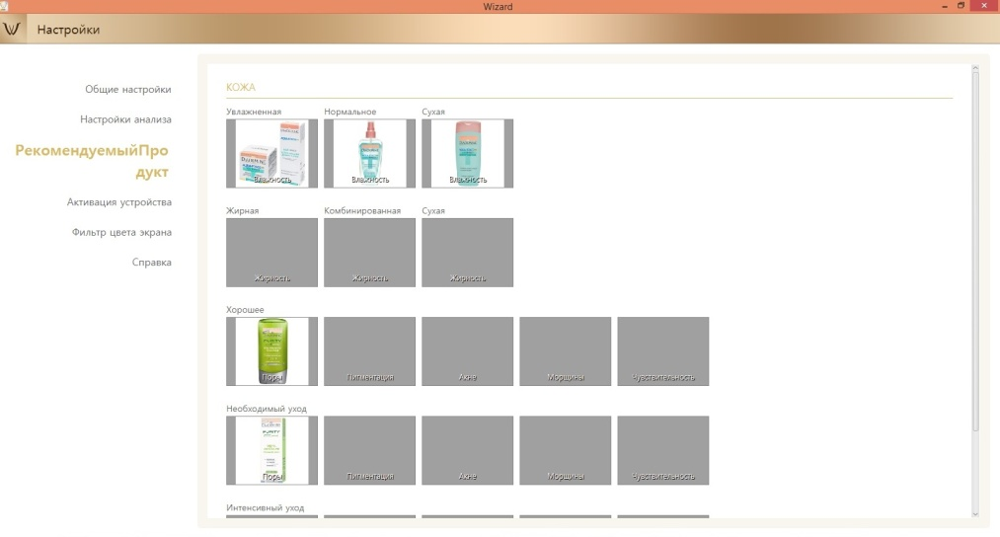 Wizard
Настройки
Общие настройки
Настройки анализа
РекомендуемыйПро
дукт
Активация устройства
Фильтр цвета экрана
Справка
КОЖА
Увлажненная Нормальное Сухая
Влажность Влажность Влажность
Жирная Комбинированная Сухая
Жирность Жирность Жирность
Хорошее
PURITY
Поры Пигментация Акне Морщины Чувствительность
Необходимый уход
PURITY
Поры Пигментация Акне Морщины Чувствительность
Интенсивный уход